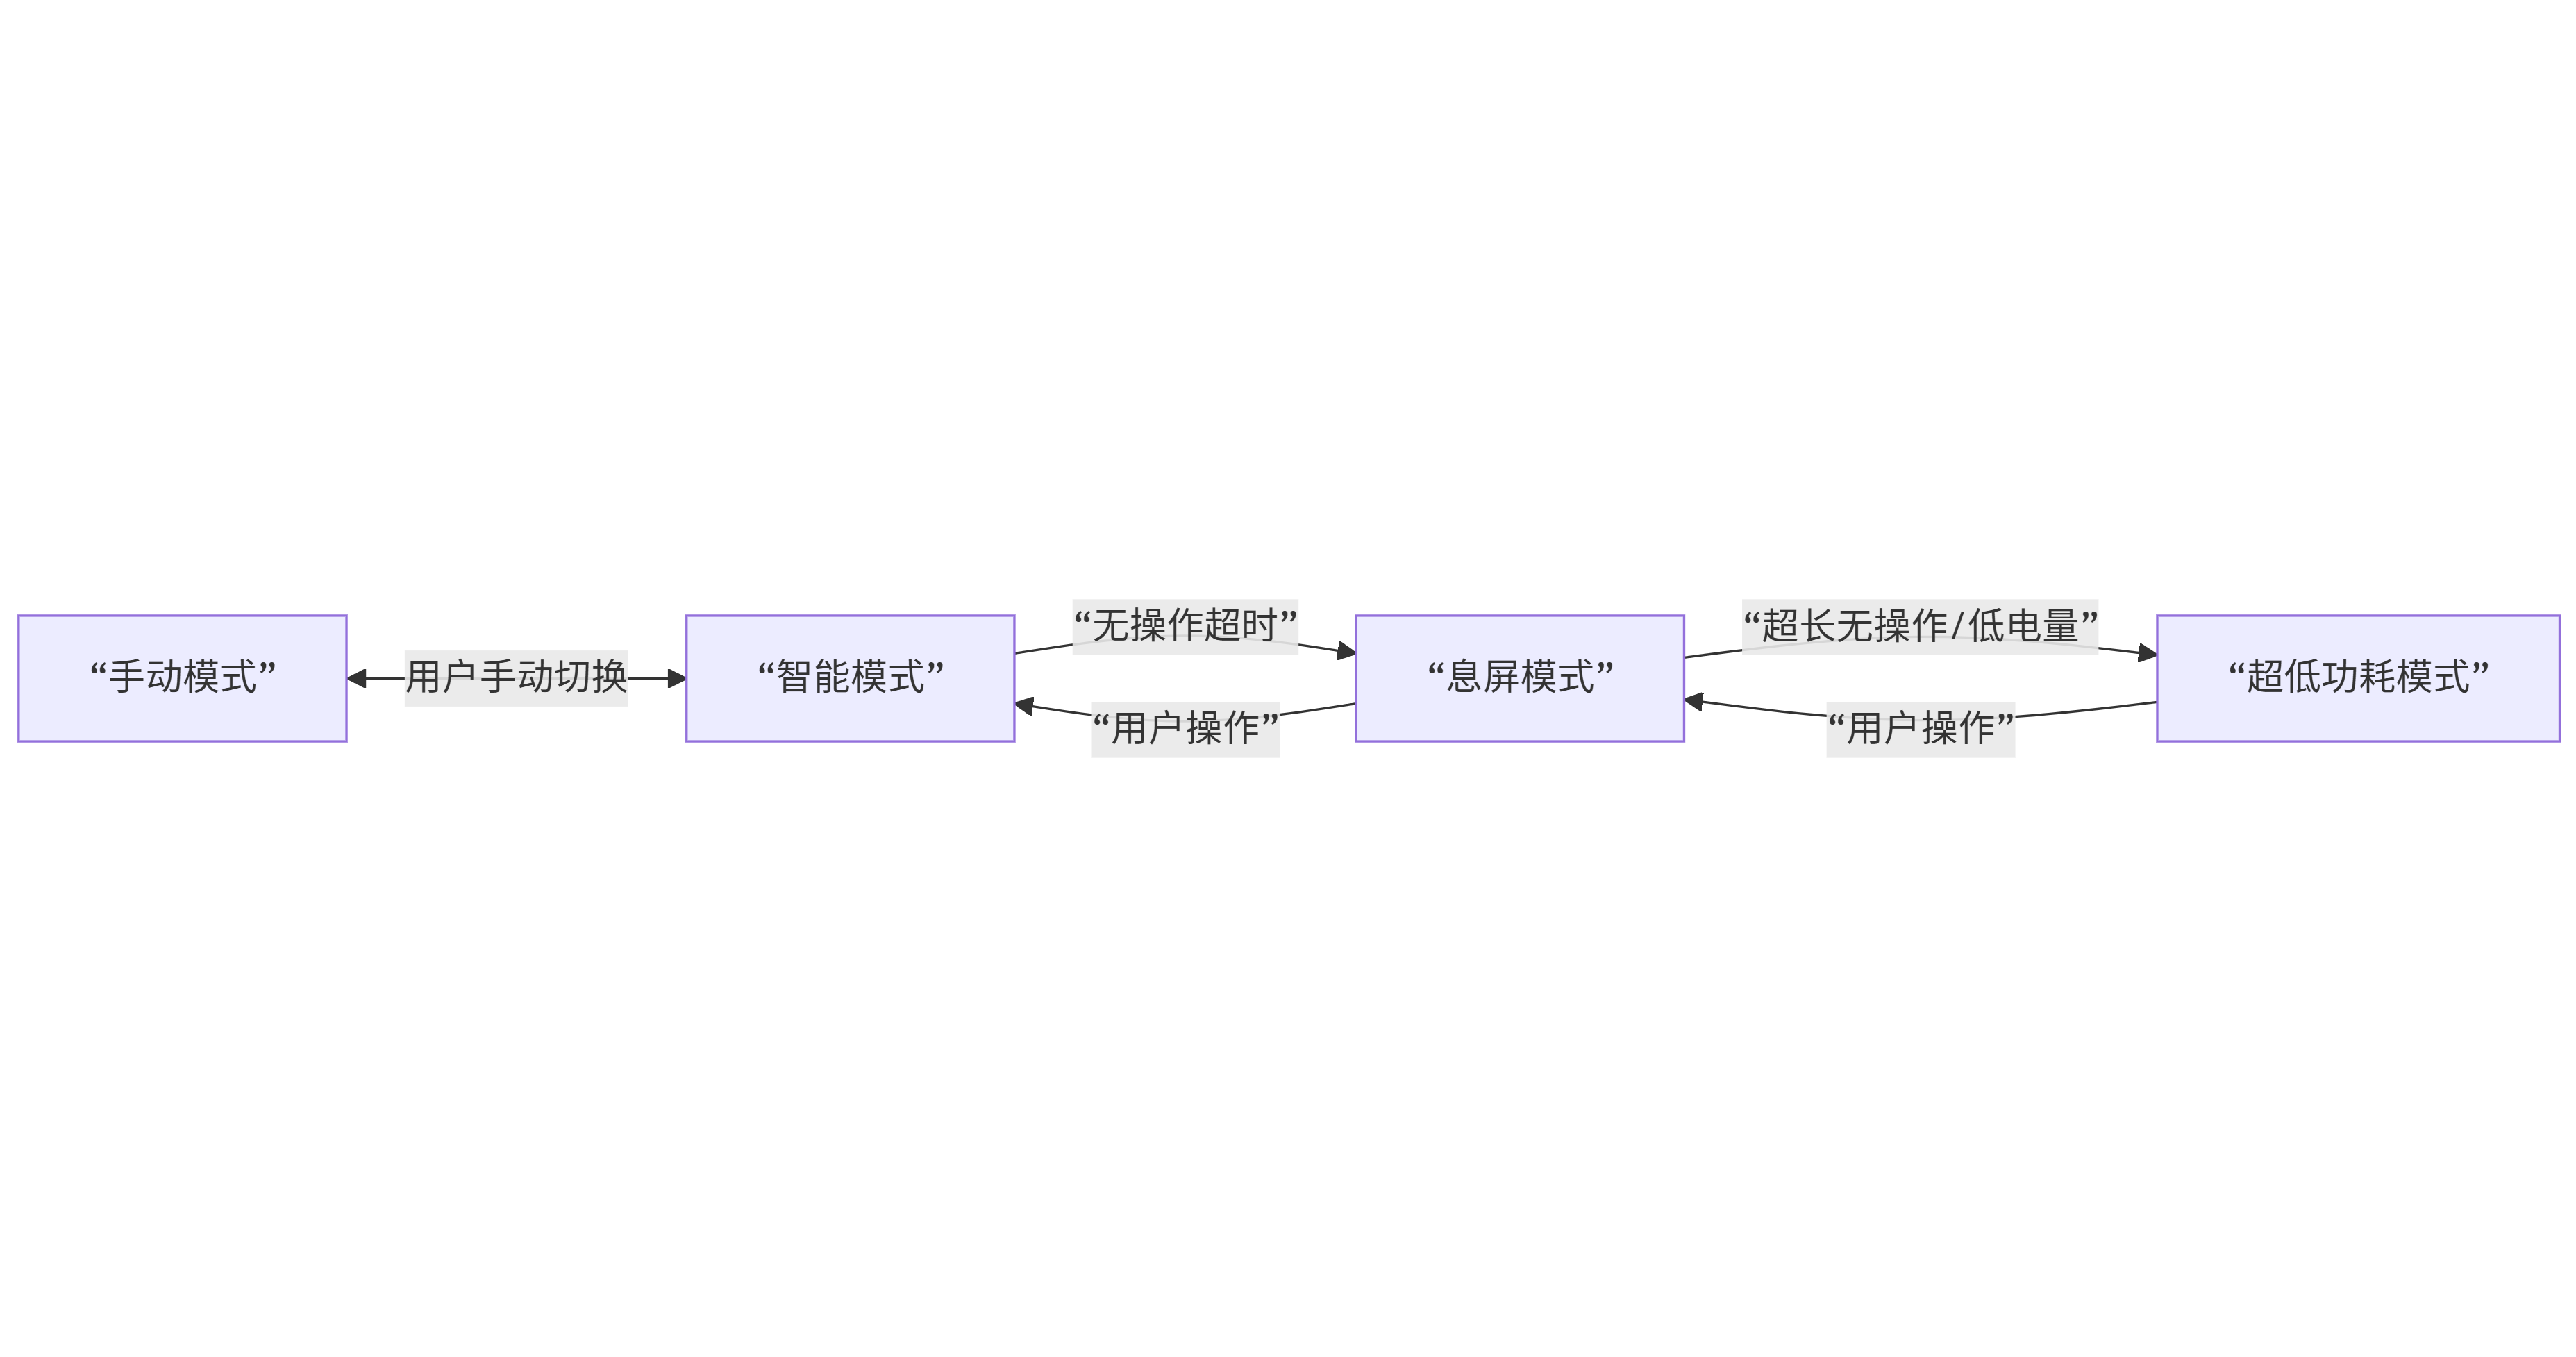 “手动模式”
用户手动切换
“智能模式”
“无操作超时”
“用户操作”
“息屏模式”
“超长无操作/低电量”
“用户操作”
“超低功耗模式”